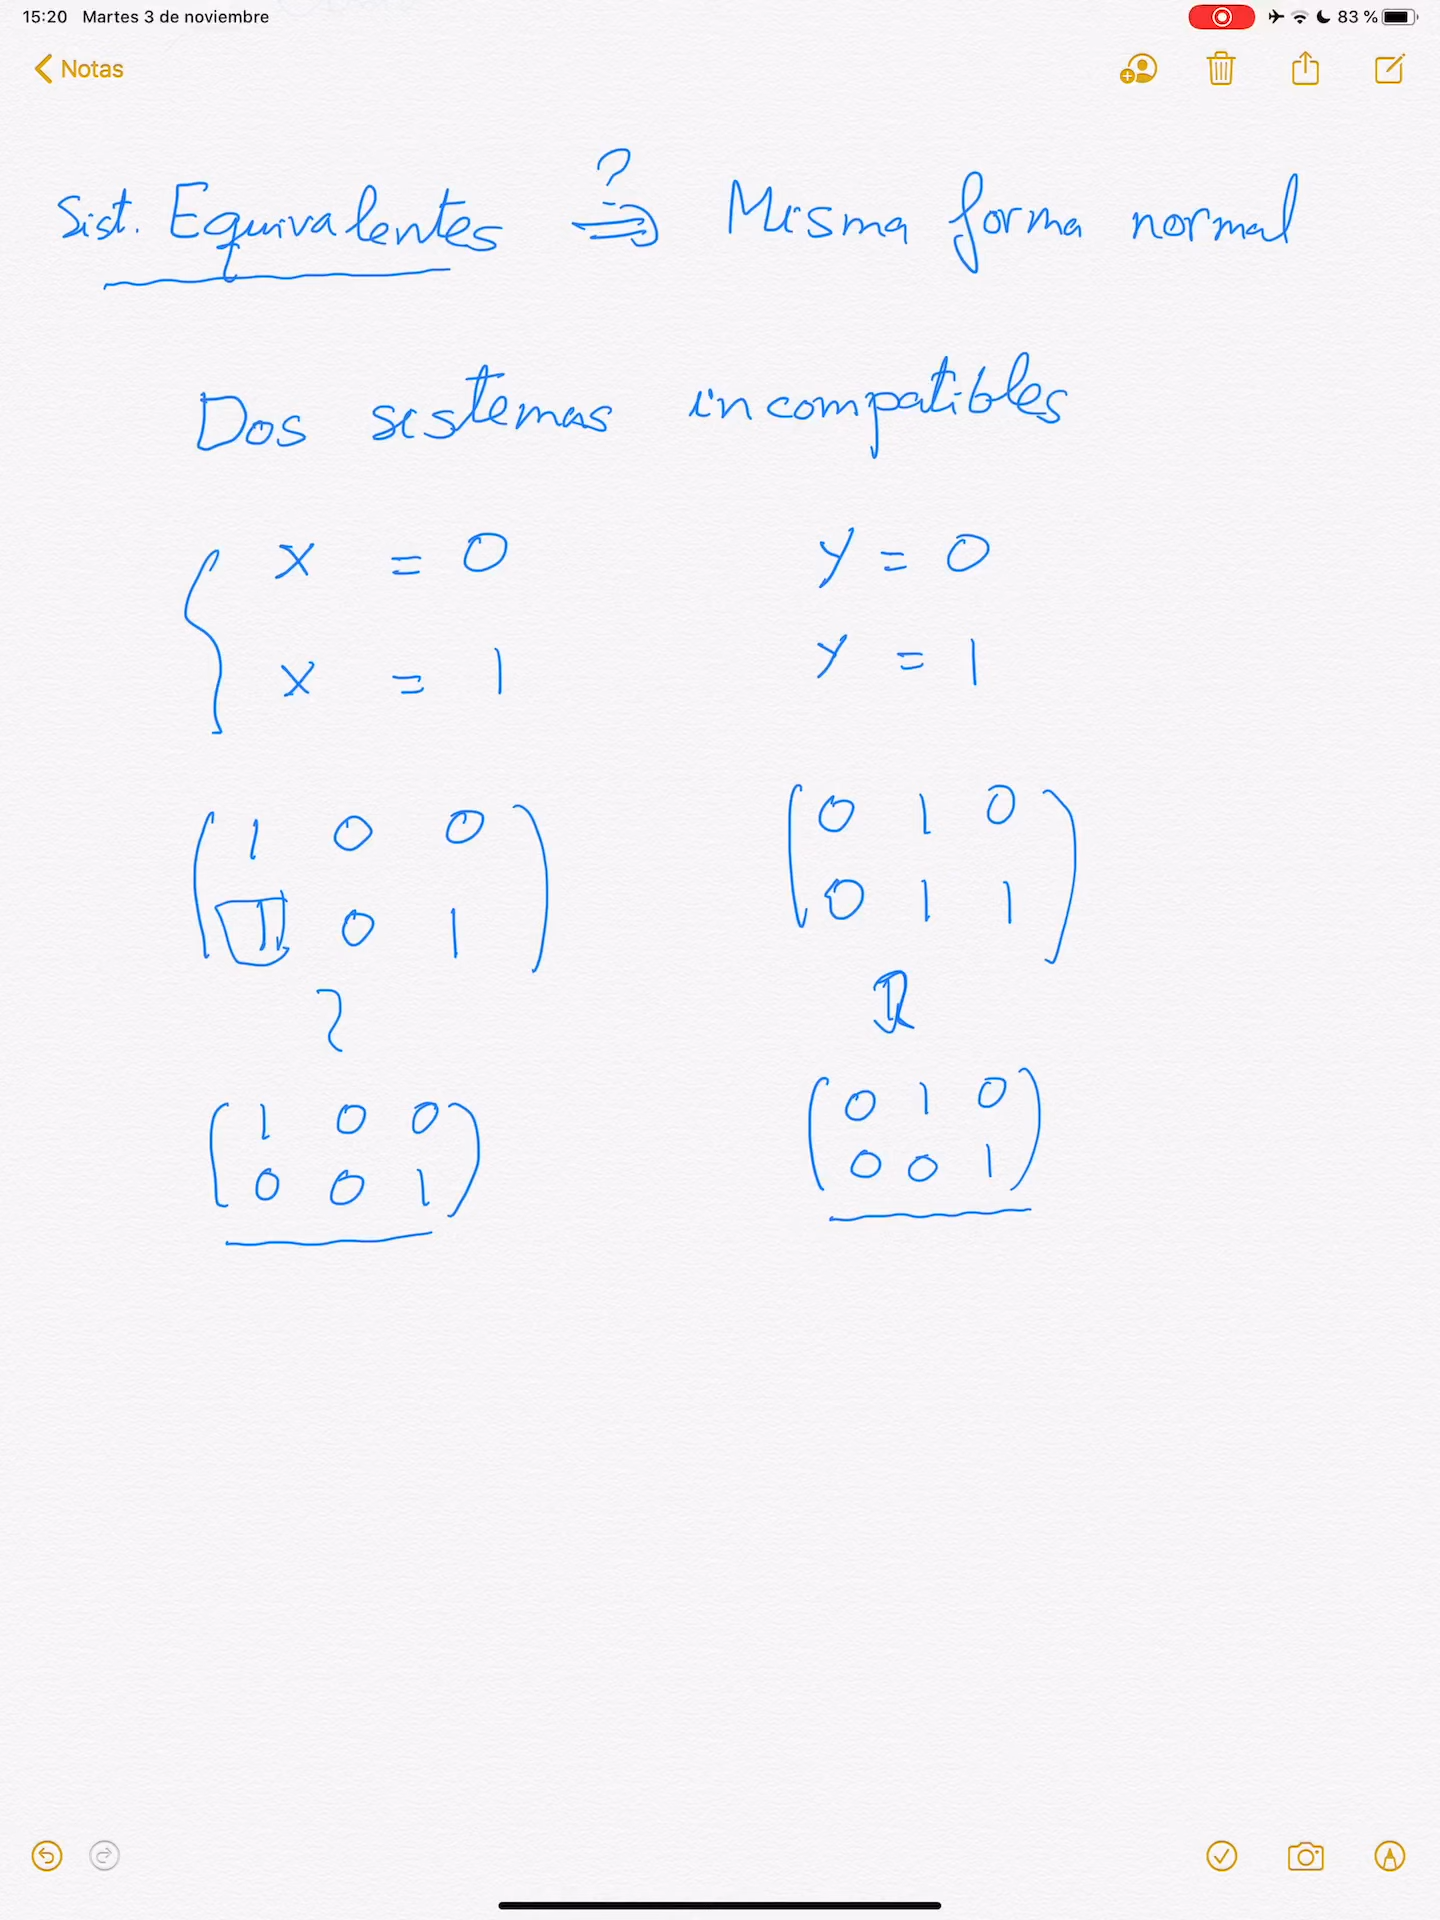 15:20 Martes 3 de noviembre 83 %
Notas
?
Sist. Equivalentes ⇒ Misma forma normal
Dos sistemas incompatibles
{ x = 0 y = 0
x = 1 y = 1
( 1 0 0 ) ( 0 1 0 )
( 1 0 1 ) ( 0 1 1 )
( 1 0 0 ) ( 0 1 0 )
( 0 0 1 ) ( 0 0 1 )